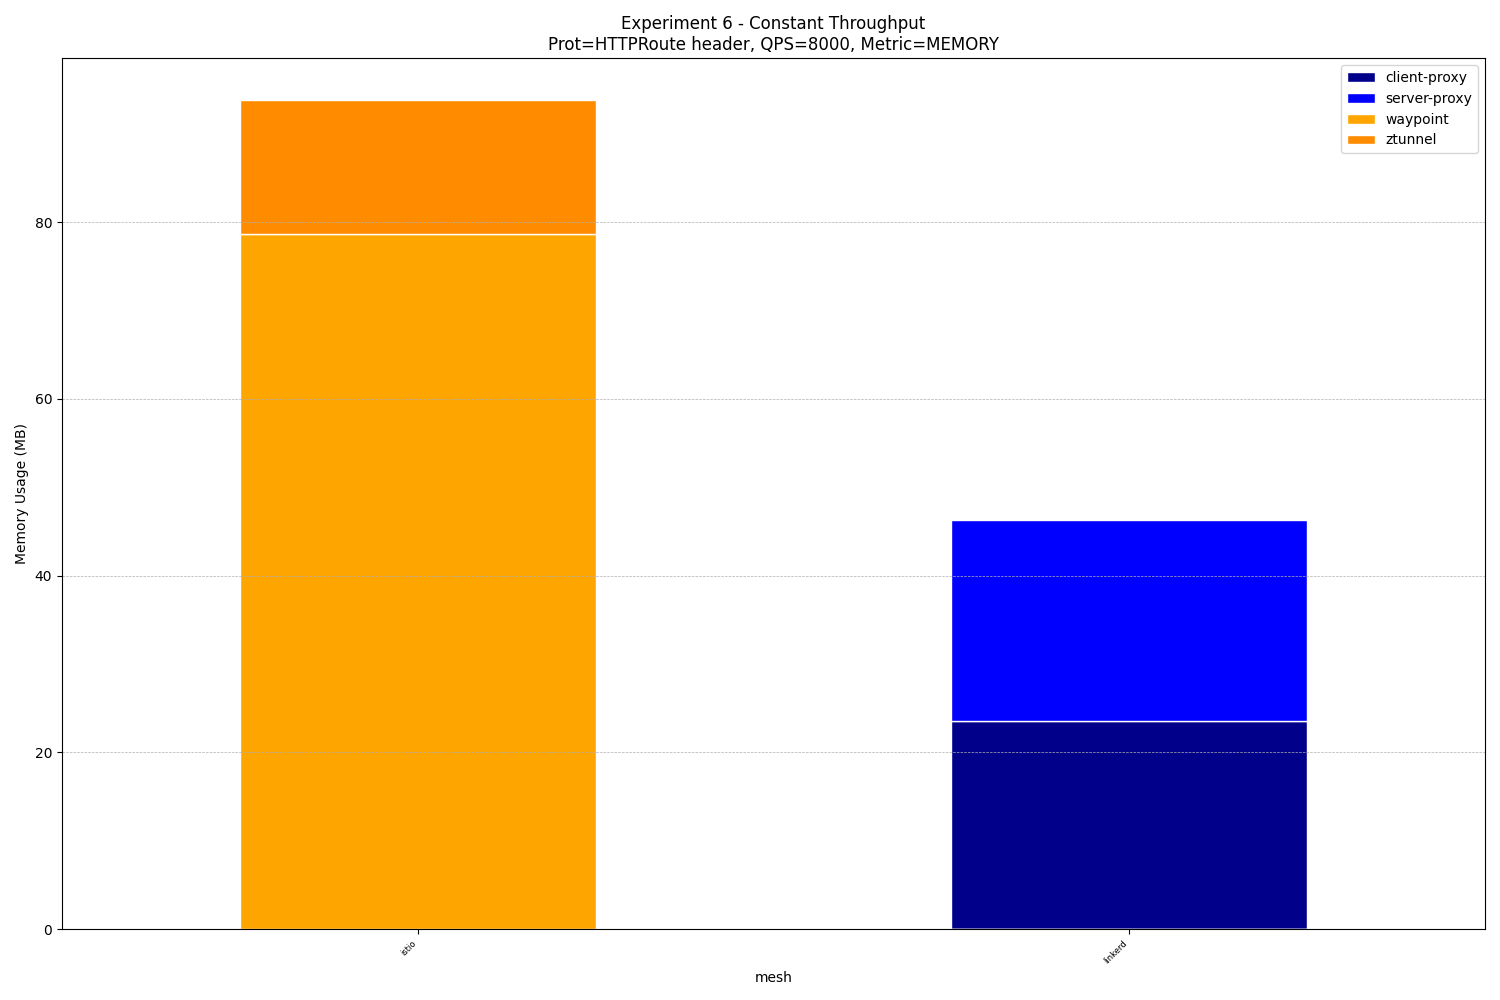 Experiment 6 - Constant Throughput
Prot=HTTPRoute header, QPS=8000, Metric=MEMORY
client-proxy
server-proxy
waypoint
ztunnel
Memory Usage (MB)
80
60
40
20
0
istio
linkerd
mesh